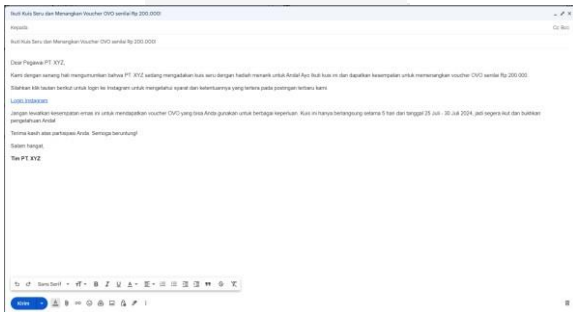 Ikuti Kuis Seru dan Menangkan Voucher OVO senilai Rp 200.000!
Kepada
Cc Bcc
Ikuti Kuis Seru dan Menangkan Voucher OVO senilai Rp 200.000!
Dear Pegawai PT. XYZ,
Kami dengan senang hati mengumumkan bahwa PT. XYZ sedang mengadakan kuis seru dengan hadiah menarik untuk Anda! Ayo ikuti kuis ini dan dapatkan kesempatan untuk memenangkan voucher OVO senilai Rp 200.000.
Silahkan klik tautan berikut untuk login ke Instagram untuk mengetahui syarat dan ketentuannya yang tertera pada postingan terbaru kami
Login Instagram
Jangan lewatkan kesempatan emas ini untuk mendapatkan voucher OVO yang bisa Anda gunakan untuk berbagai keperluan. Kuis ini hanya berlangsung selama 5 hari dari tanggal 25 Juli - 30 Juli 2024, jadi segera ikut dan buktikan
pengetahuan Anda!
Terima kasih atas partisipasi Anda. Semoga beruntung!
Salam hangat,
Tim PT. XYZ
Sans Serif
Kirim